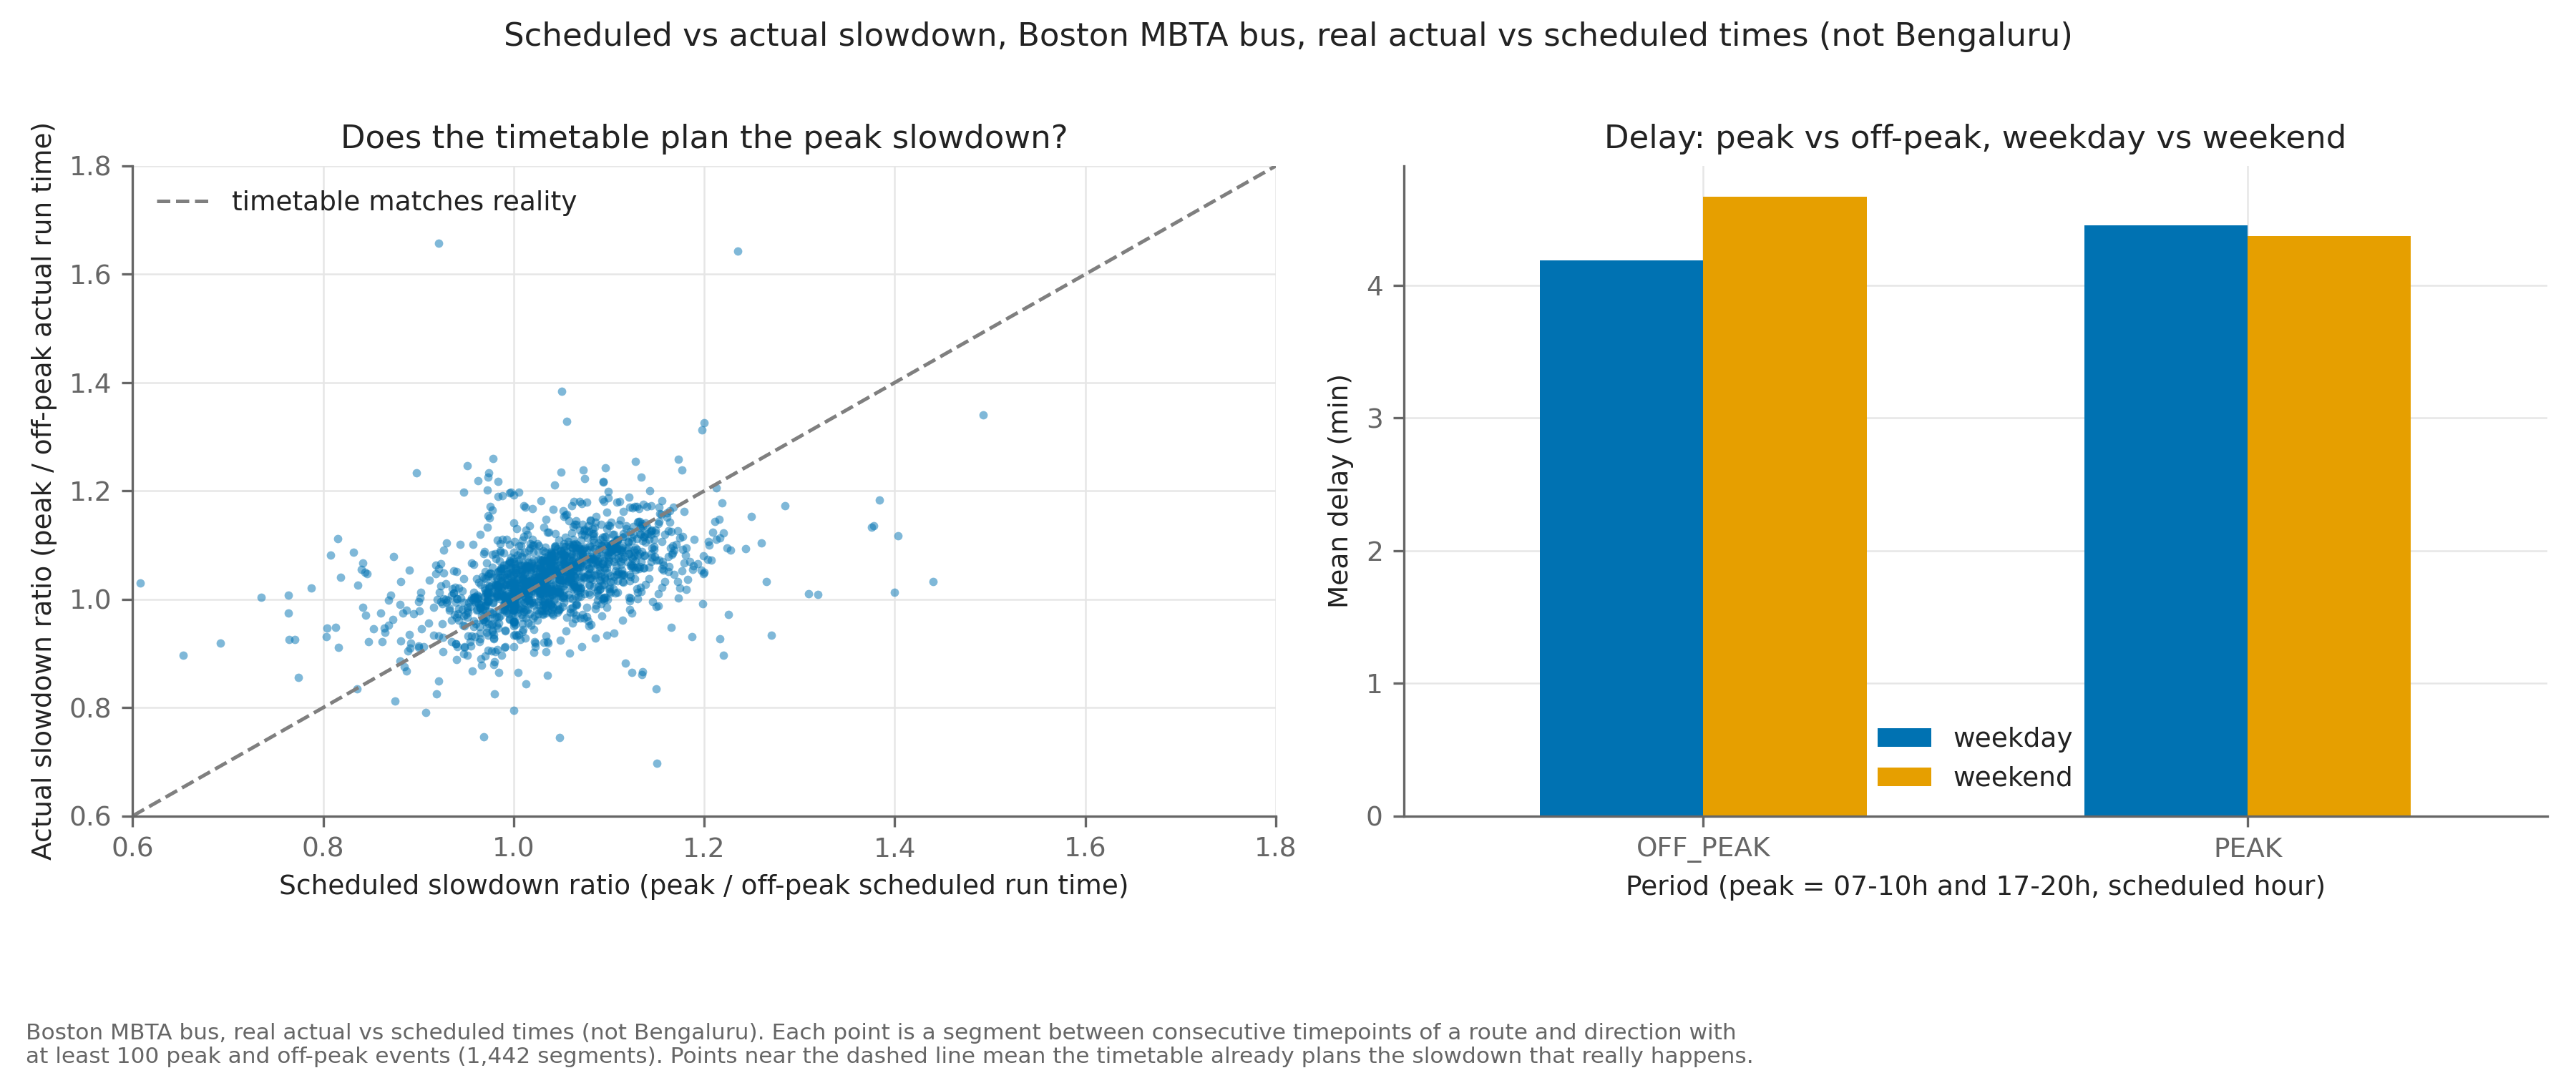 Scheduled vs actual slowdown, Boston MBTA bus, real actual vs scheduled times (not Bengaluru)
Does the timetable plan the peak slowdown?
Actual slowdown ratio (peak / off-peak actual run time)
1.8
1.6
1.4
1.2
1.0
0.8
0.6
timetable matches reality
0.6 0.8 1.0 1.2 1.4 1.6 1.8
Scheduled slowdown ratio (peak / off-peak scheduled run time)
Delay: peak vs off-peak, weekday vs weekend
Mean delay (min)
4
3
2
1
0
weekday
weekend
OFF_PEAK PEAK
Period (peak = 07-10h and 17-20h, scheduled hour)
Boston MBTA bus, real actual vs scheduled times (not Bengaluru). Each point is a segment between consecutive timepoints of a route and direction with
at least 100 peak and off-peak events (1,442 segments). Points near the dashed line mean the timetable already plans the slowdown that really happens.